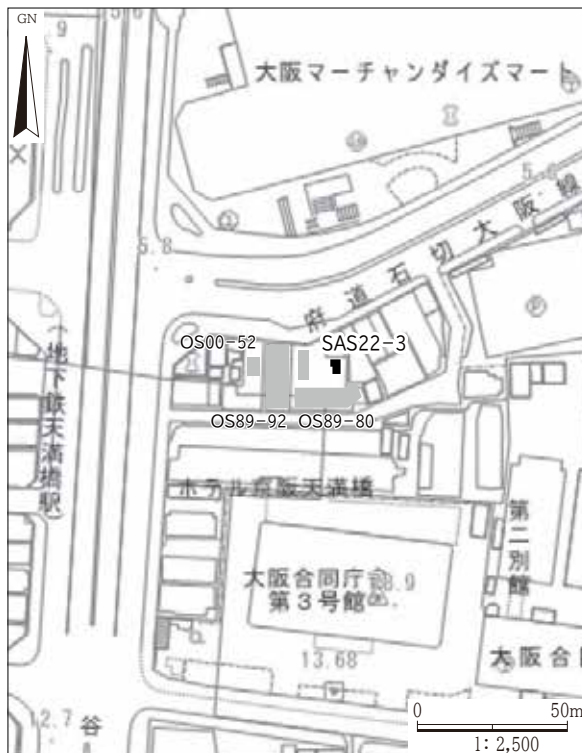 GN
5.6
.9
大阪マーチャンダイズマート
5.8
府道石切大阪線
OS00-52
SAS22-3
OS89-92
OS89-80
(地下鉄天満橋駅)
ホテル京阪天満橋
第二別館
大阪合同庁舎
第3号館
13.68
大阪合同
12.7
谷
0
50m
1:2,500